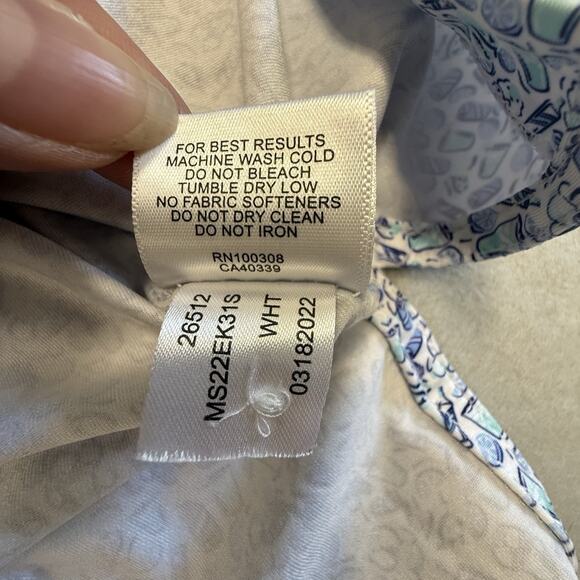 FOR BEST RESULTS
MACHINE WASH COLD
DO NOT BLEACH
TUMBLE DRY LOW
NO FABRIC SOFTENERS
DO NOT DRY CLEAN
DO NOT IRON
RN100308
CA40339
26512
MS22EK31S
WHT
03182022